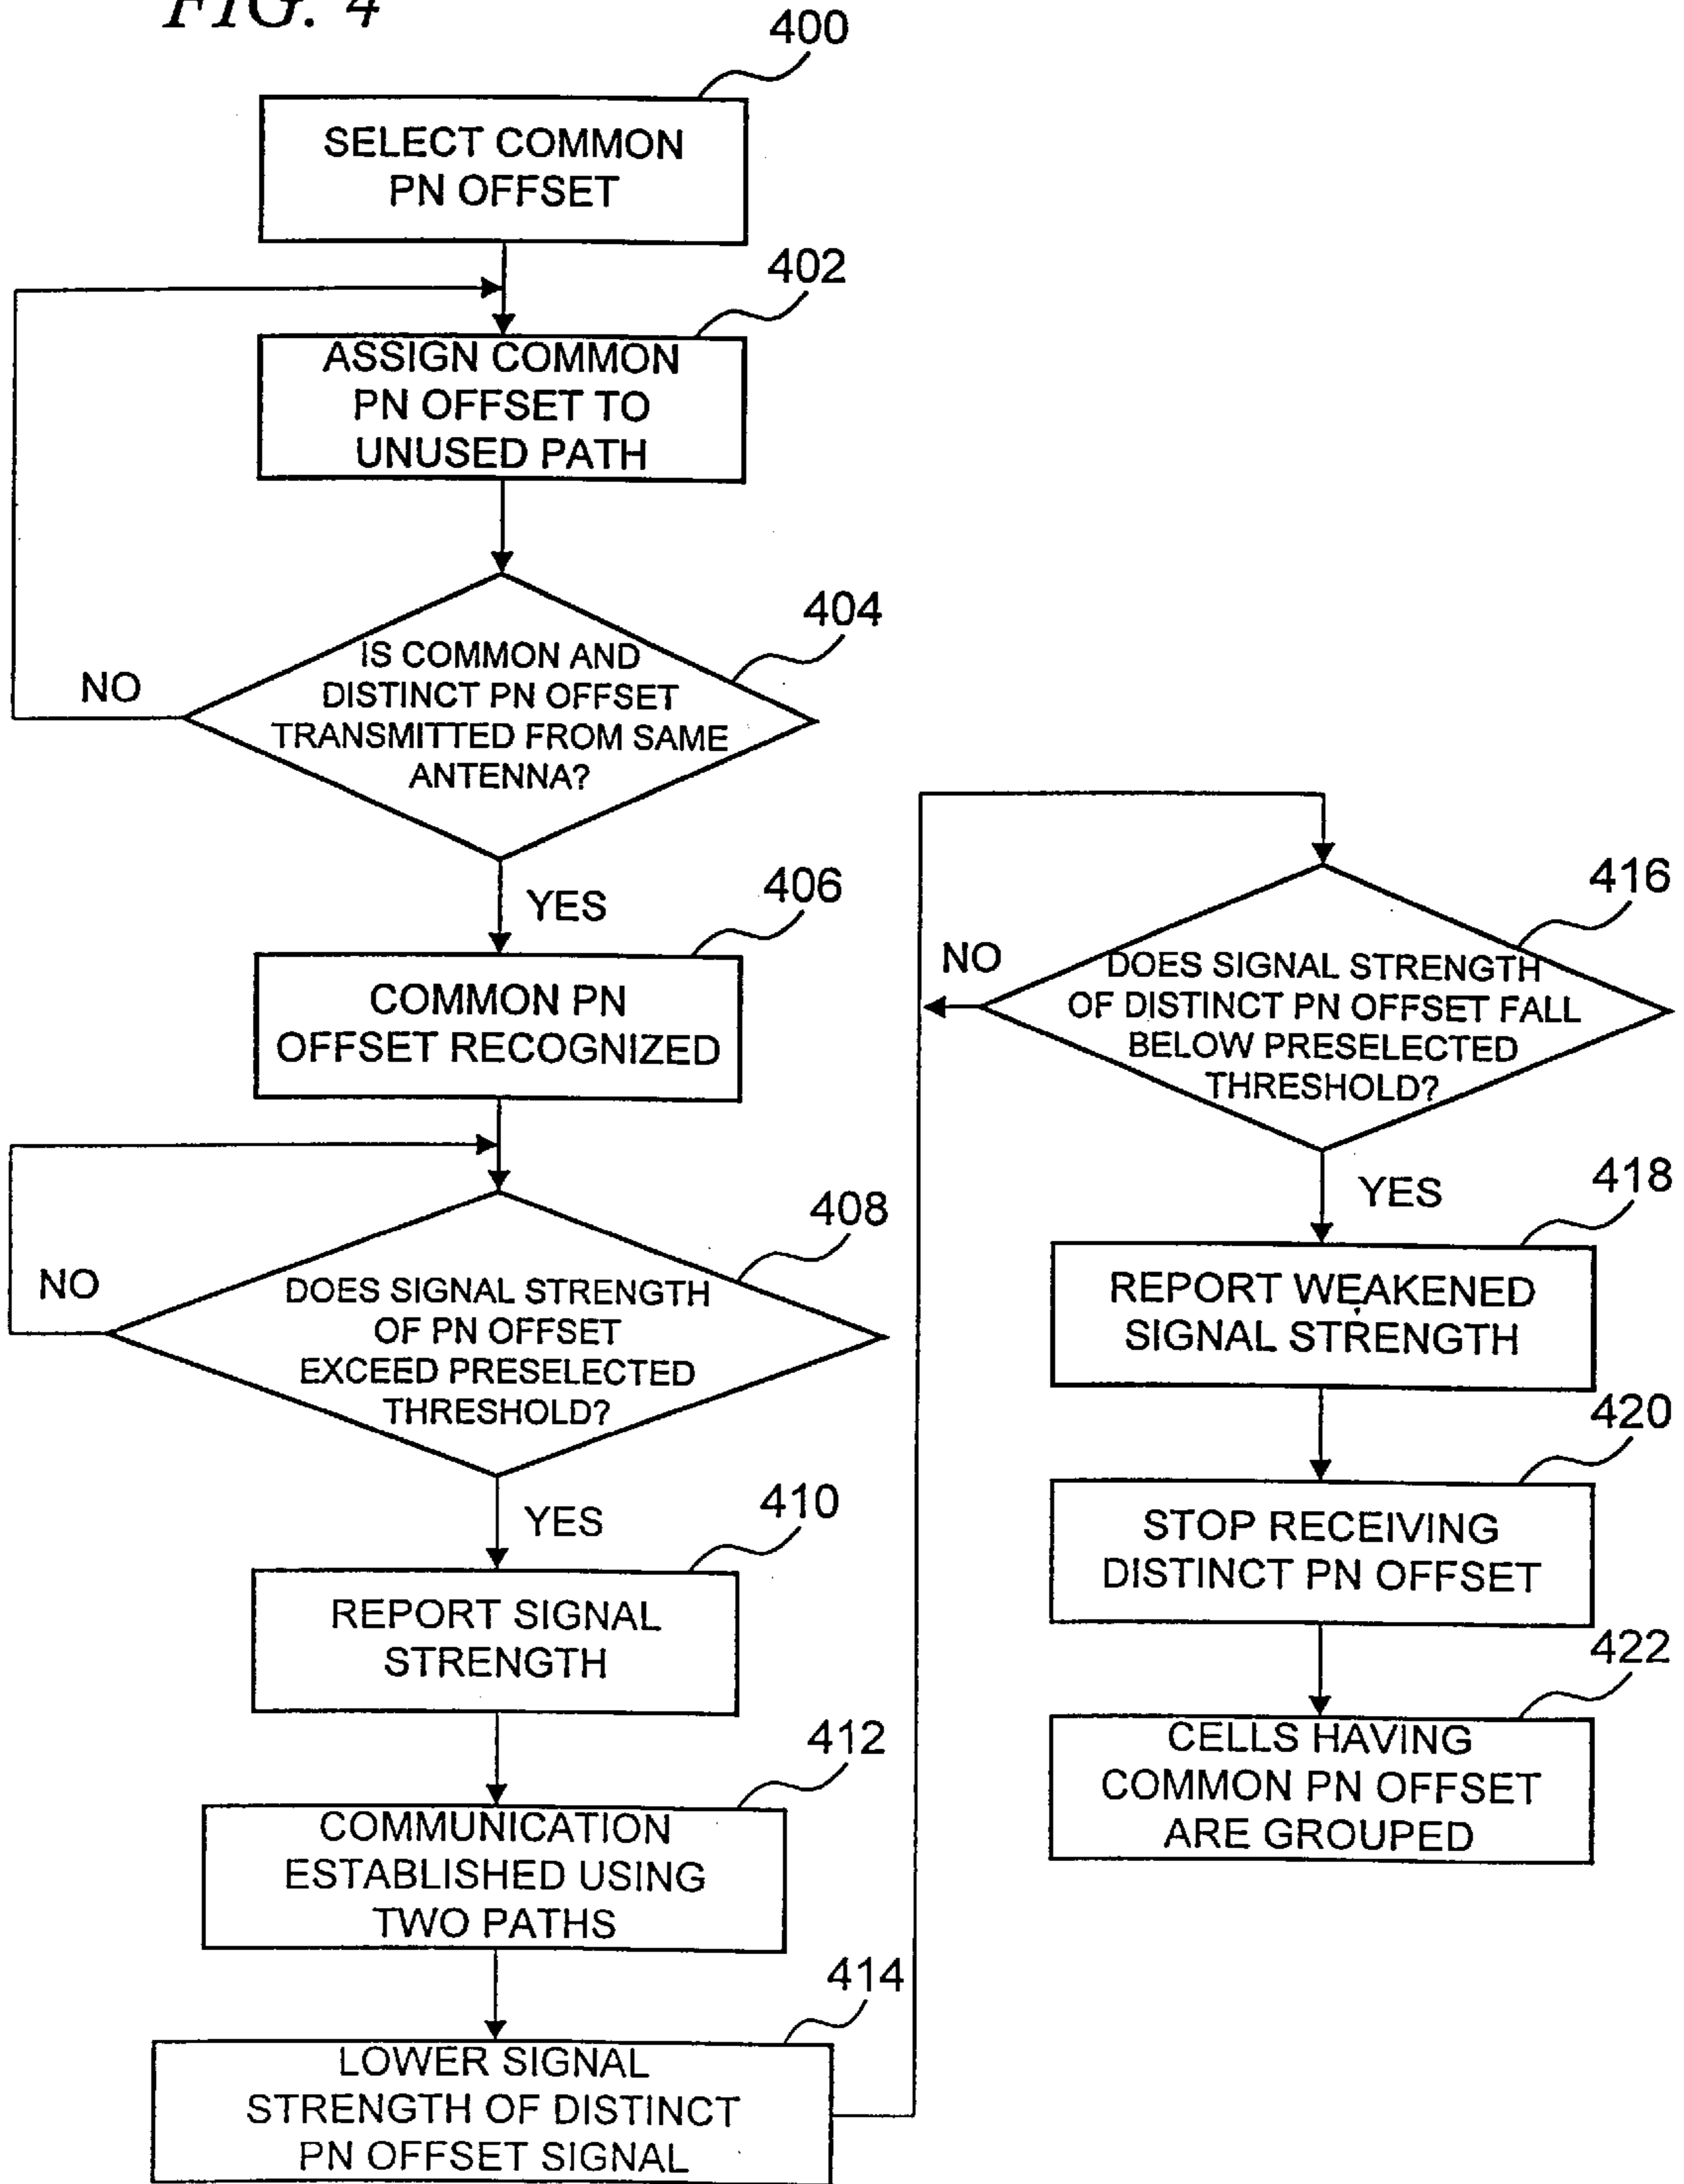 FIG. 4
400
SELECT COMMON
PN OFFSET
402
ASSIGN COMMON
PN OFFSET TO
UNUSED PATH
404
IS COMMON AND
DISTINCT PN OFFSET
TRANSMITTED FROM SAME
ANTENNA?
NO
YES
406
COMMON PN
OFFSET RECOGNIZED
408
DOES SIGNAL STRENGTH
OF PN OFFSET
EXCEED PRESELECTED
THRESHOLD?
NO
YES
410
REPORT SIGNAL
STRENGTH
412
COMMUNICATION
ESTABLISHED USING
TWO PATHS
414
LOWER SIGNAL
STRENGTH OF DISTINCT
PN OFFSET SIGNAL
416
NO
DOES SIGNAL STRENGTH
OF DISTINCT PN OFFSET FALL
BELOW PRESELECTED
THRESHOLD?
YES
418
REPORT WEAKENED
SIGNAL STRENGTH
420
STOP RECEIVING
DISTINCT PN OFFSET
422
CELLS HAVING
COMMON PN OFFSET
ARE GROUPED